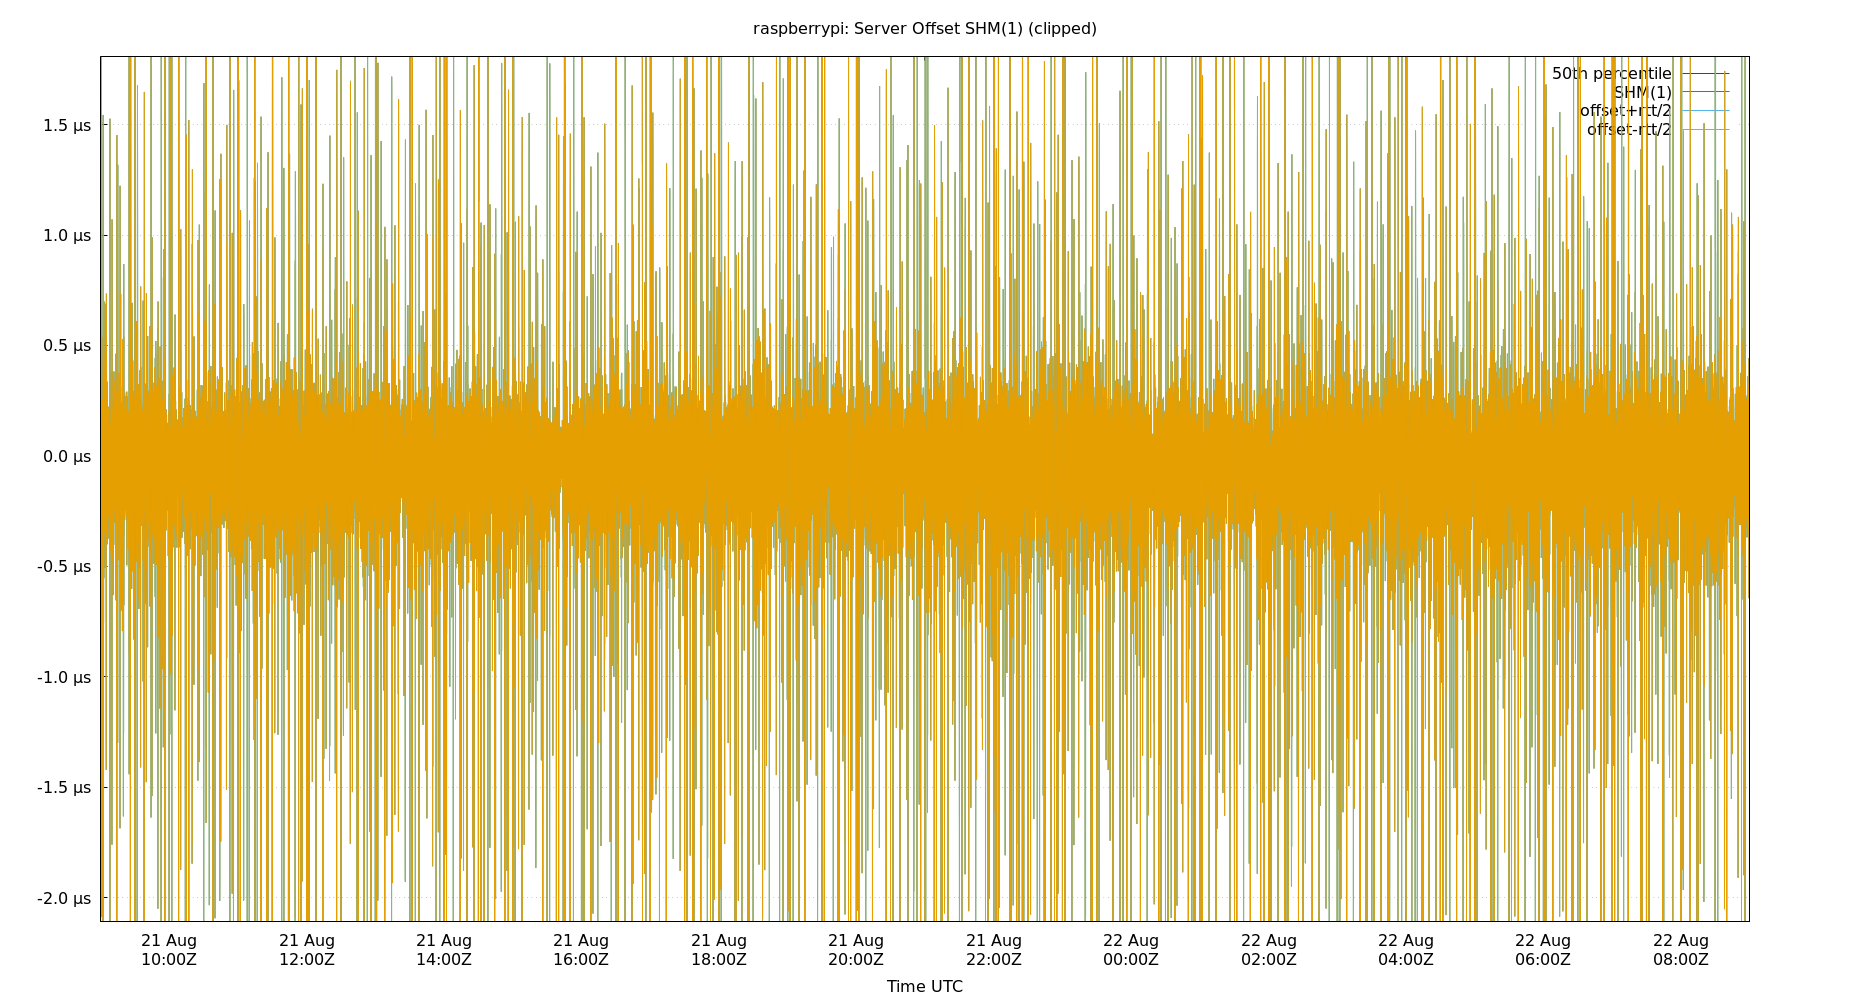 raspberrypi: Server Offset SHM(1) (clipped)
50th percentile
SHM(1)
offset+rtt/2
offset-rtt/2
1.5 µs
1.0 µs
0.5 µs
0.0 µs
-0.5 µs
-1.0 µs
-1.5 µs
-2.0 µs
21 Aug 21 Aug 21 Aug 21 Aug 21 Aug 21 Aug 21 Aug 22 Aug 22 Aug 22 Aug 22 Aug 22 Aug
10:00Z 12:00Z 14:00Z 16:00Z 18:00Z 20:00Z 22:00Z 00:00Z 02:00Z 04:00Z 06:00Z 08:00Z
Time UTC